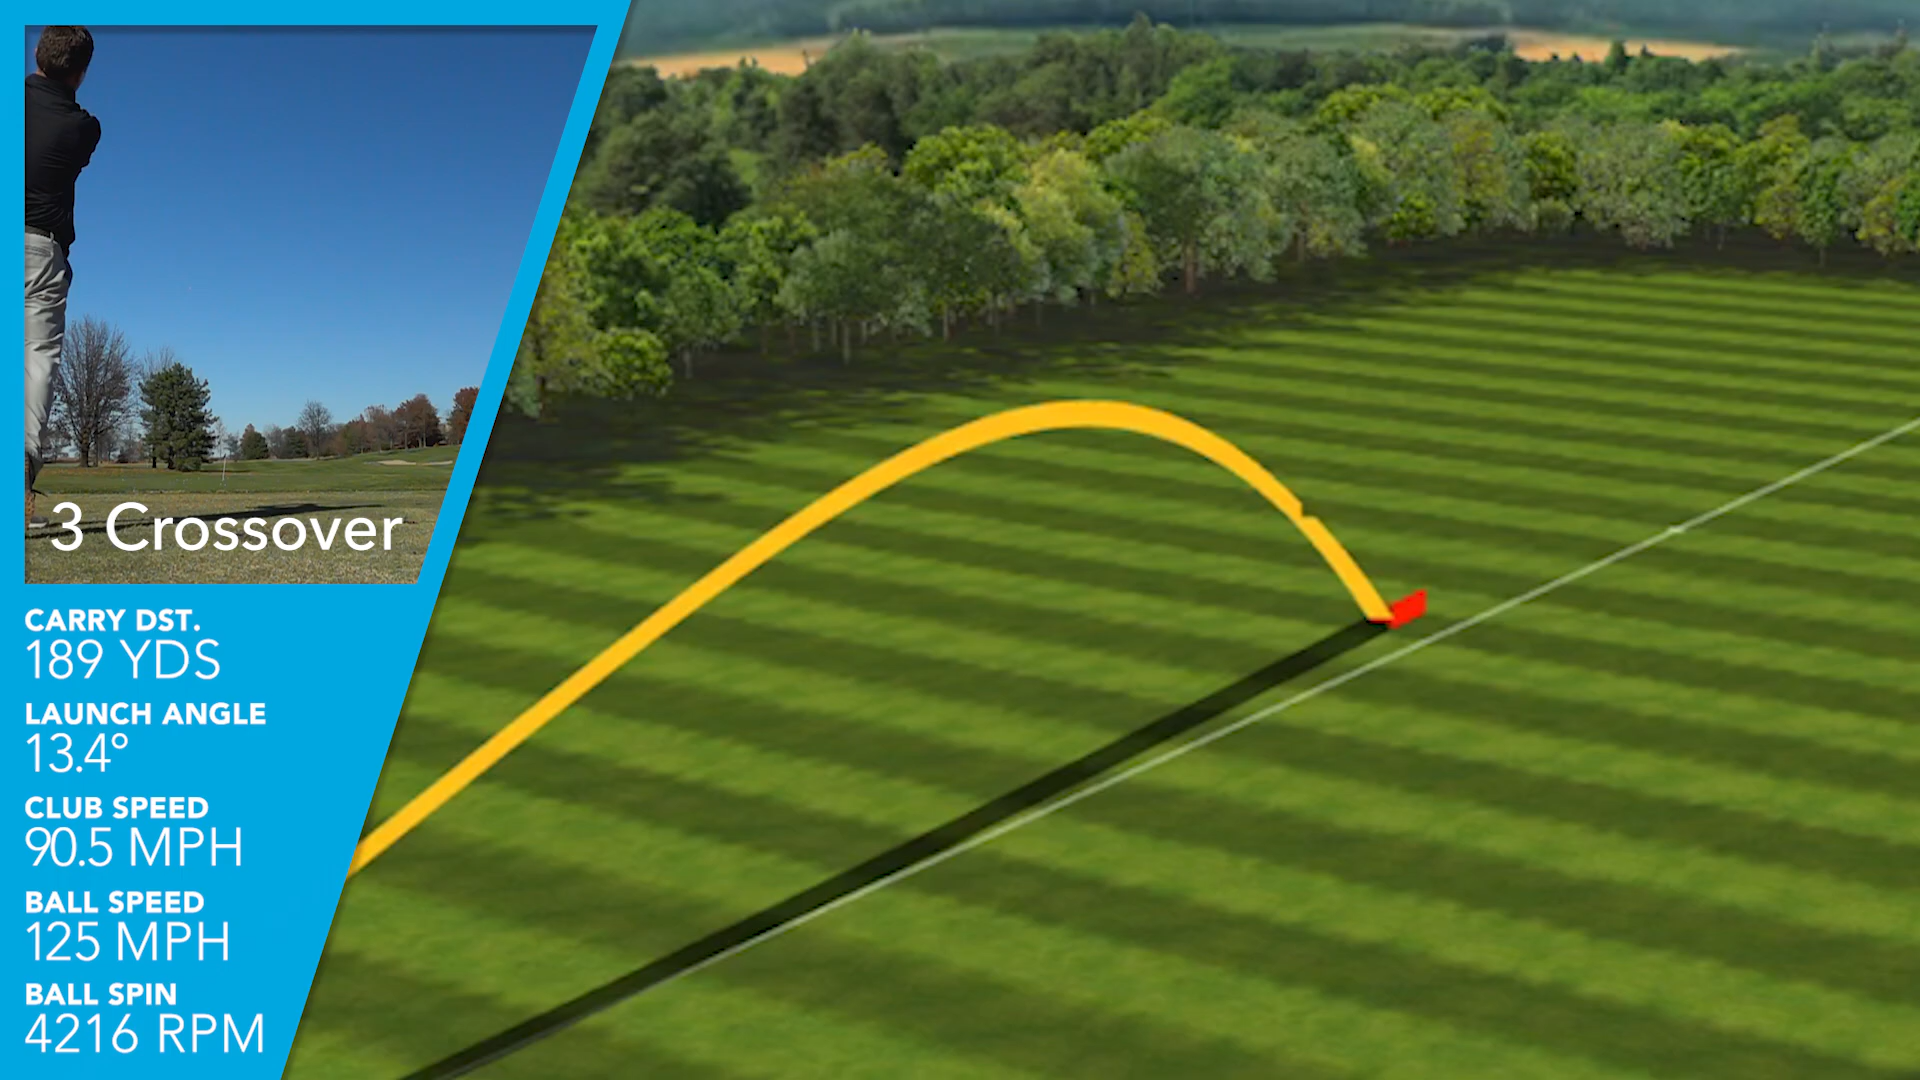 3 Crossover
CARRY DST.
189 YDS
LAUNCH ANGLE
13.4°
CLUB SPEED
90.5 MPH
BALL SPEED
125 MPH
BALL SPIN
4216 RPM